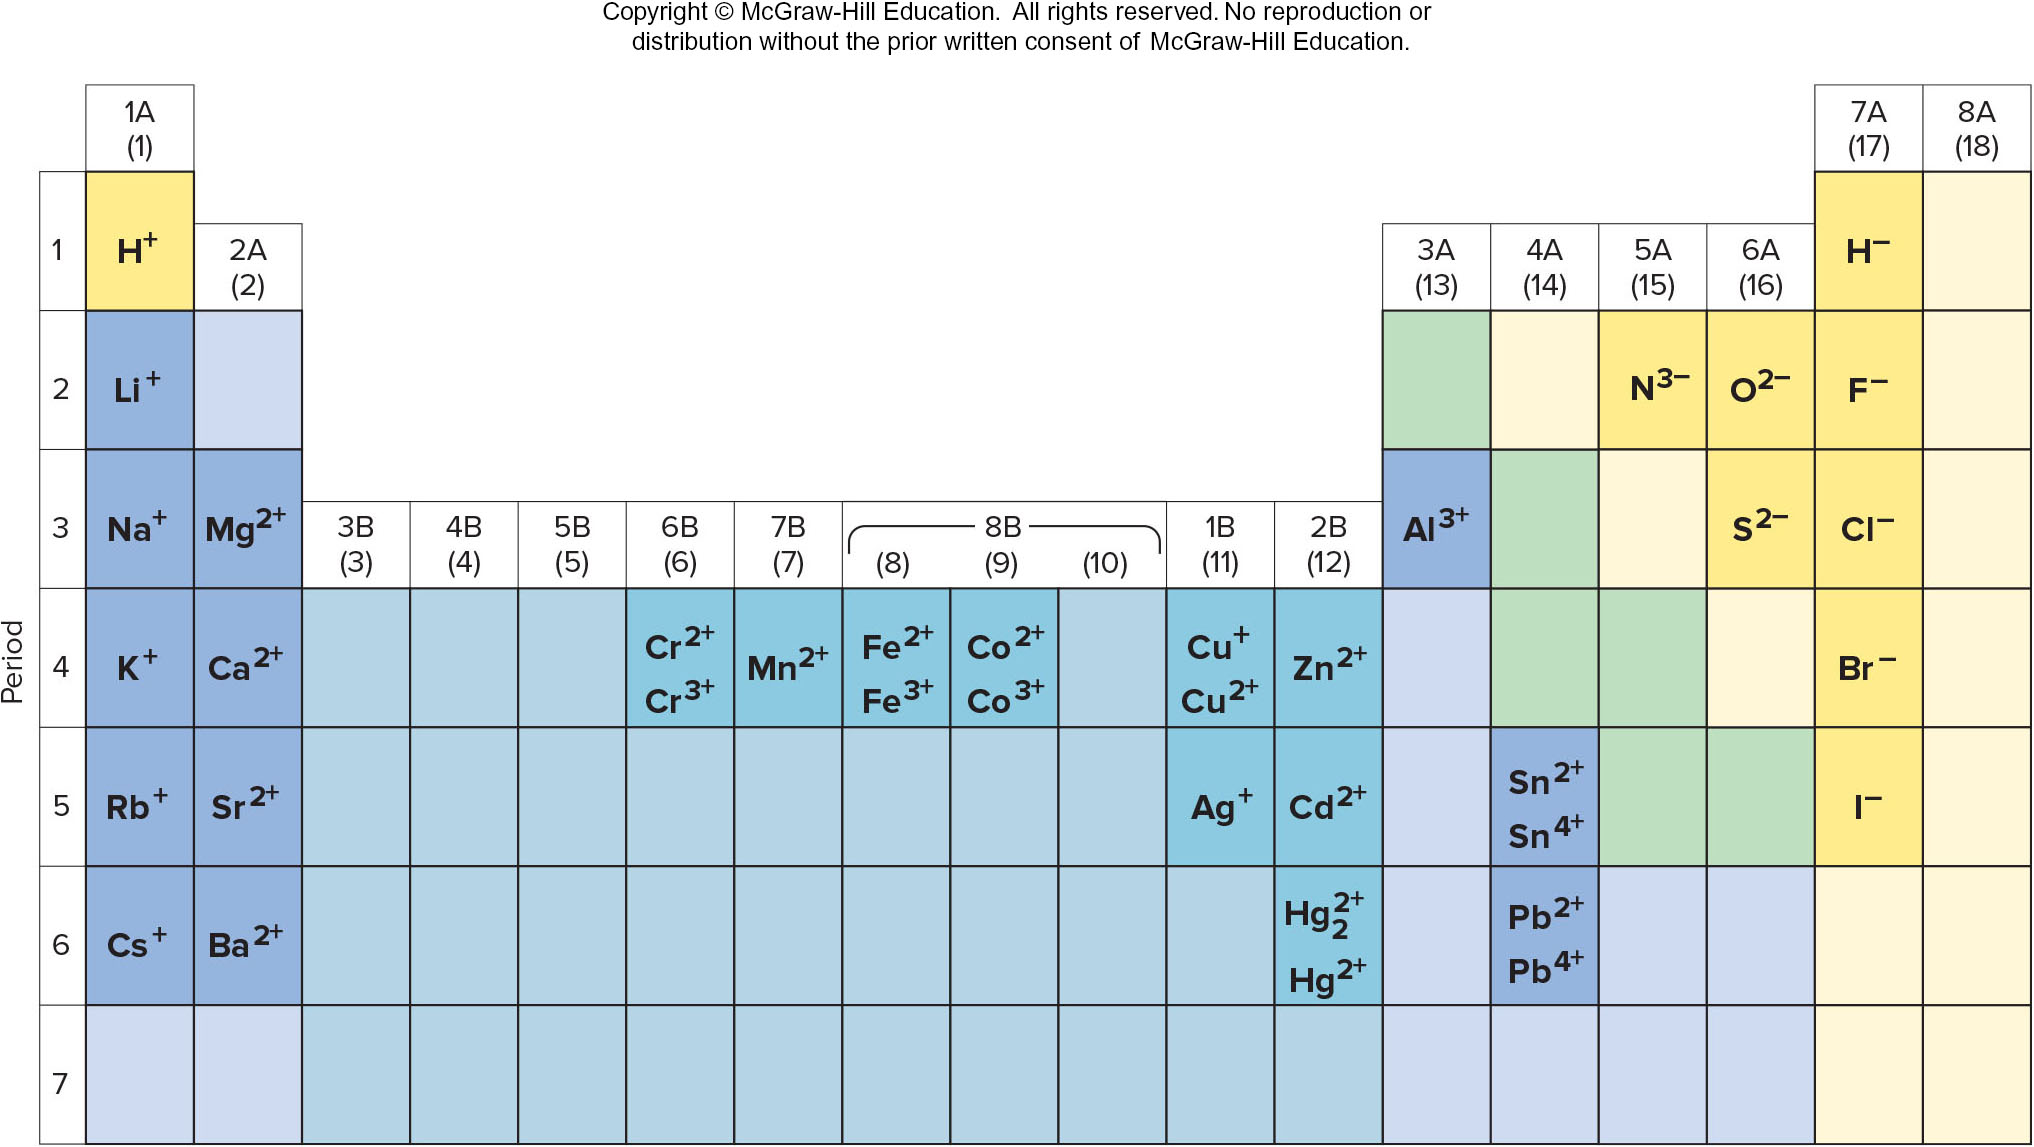 Copyright © McGraw-Hill Education. All rights reserved. No reproduction or
distribution without the prior written consent of McGraw-Hill Education.
1A
(1)
7A
(17)
8A
(18)
1
H⁺
2A
(2)
3A
(13)
4A
(14)
5A
(15)
6A
(16)
H⁻
2
Li⁺
N³⁻
O²⁻
F⁻
3
Na⁺
Mg²⁺
3B
(3)
4B
(4)
5B
(5)
6B
(6)
7B
(7)
8B
(8)
(9)
(10)
1B
(11)
2B
(12)
Al³⁺
S²⁻
Cl⁻
Period
4
K⁺
Ca²⁺
Cr²⁺
Cr³⁺
Mn²⁺
Fe²⁺
Fe³⁺
Co²⁺
Co³⁺
Cu⁺
Cu²⁺
Zn²⁺
Br⁻
5
Rb⁺
Sr²⁺
Ag⁺
Cd²⁺
Sn²⁺
Sn⁴⁺
I⁻
6
Cs⁺
Ba²⁺
Hg₂²⁺
Hg²⁺
Pb²⁺
Pb⁴⁺
7